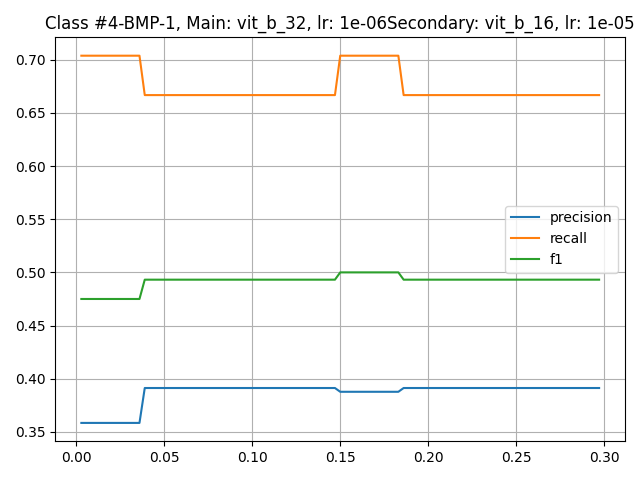 Class #4-BMP-1, Main: vit_b_32, lr: 1e-06Secondary: vit_b_16, lr: 1e-05
0.70
0.65
0.60
0.55
0.50
0.45
0.40
0.35
precision
recall
f1
0.00 0.05 0.10 0.15 0.20 0.25 0.30